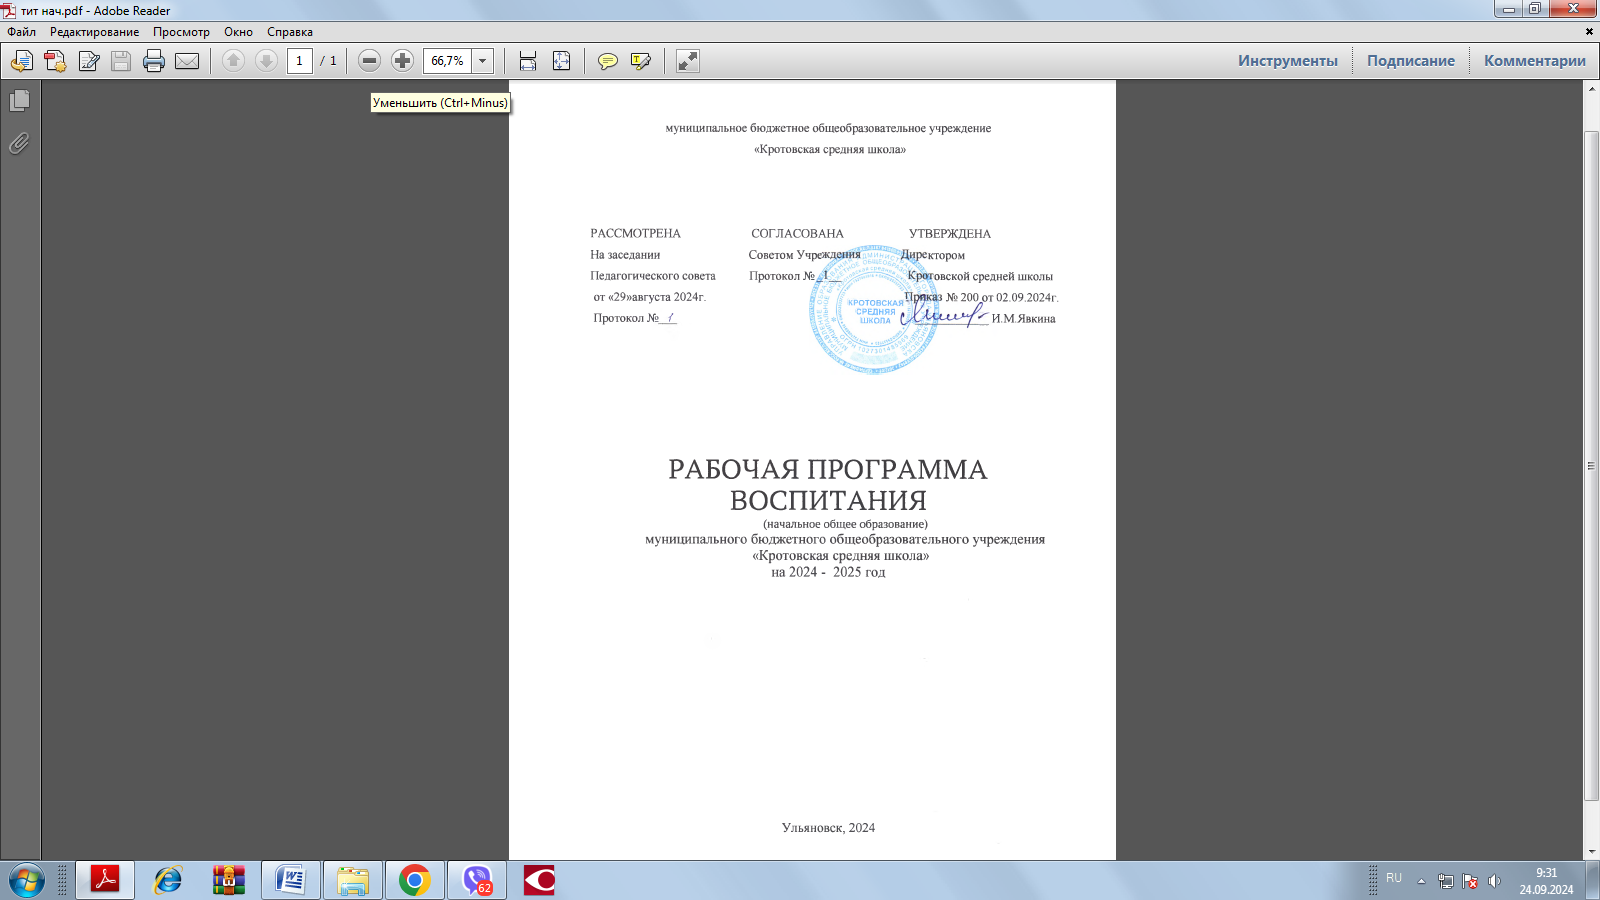 тит нач.pdf - Adobe Reader
Файл Редактирование Просмотр Окно Справка
1 / 1 66,7% Инструменты Подписание Комментарии
Уменьшить (Ctrl+Minus)
муниципальное бюджетное общеобразовательное учреждение
«Кротовская средняя школа»
РАССМОТРЕНА СОГЛАСОВАНА УТВЕРЖДЕНА
На заседании Советом Учреждения Директором
Педагогического совета Протокол №_1__ Кротовской средней школы
от «29»августа 2024г. Приказ № 200 от 02.09.2024г.
Протокол №_1_ И.М.Явкина
КРОТОВСКАЯ
СРЕДНЯЯ
ШКОЛА
РАБОЧАЯ ПРОГРАММА
ВОСПИТАНИЯ
(начальное общее образование)
муниципального бюджетного общеобразовательного учреждения
«Кротовская средняя школа»
на 2024 - 2025 год
Ульяновск, 2024
62
RU
9:31
24.09.2024